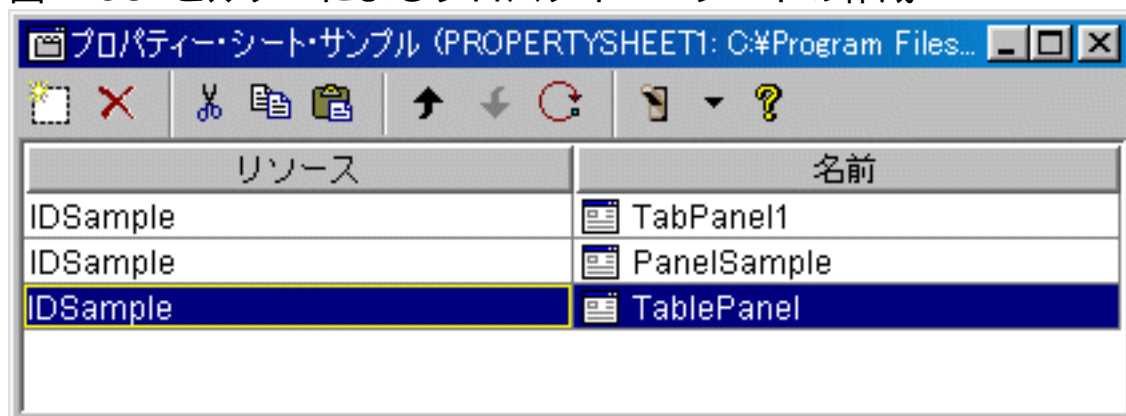 プロパティー・シート・サンプル (PROPERTYSHEET1: C:¥Program Files...
リソース 名前
IDSample TabPanel1
IDSample PanelSample
IDSample TablePanel